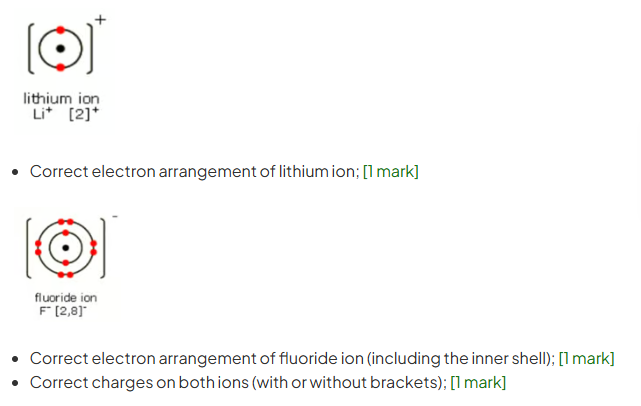 +
lithium ion
Li⁺ [2]⁺
• Correct electron arrangement of lithium ion; [1 mark]
-
fluoride ion
F⁻ [2,8]⁻
• Correct electron arrangement of fluoride ion (including the inner shell); [1 mark]
• Correct charges on both ions (with or without brackets); [1 mark]